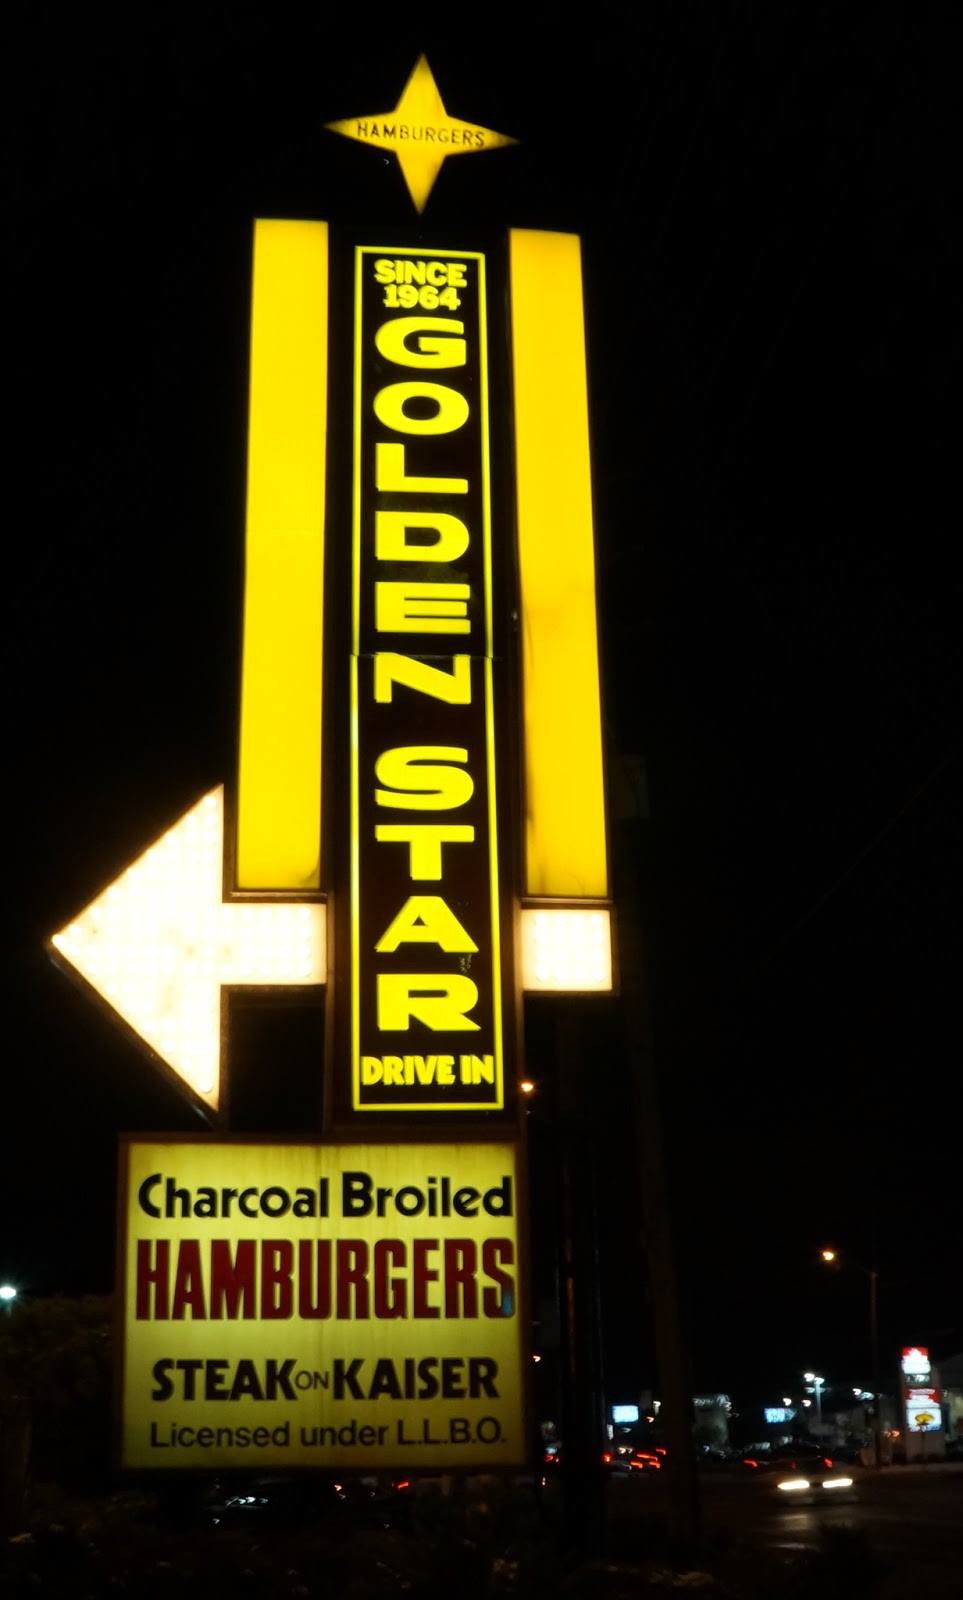 HAMBURGERS
SINCE
1964
GOLDEN STAR
DRIVE IN
Charcoal Broiled
HAMBURGERS
STEAK ON KAISER
Licensed under L.L.B.O.